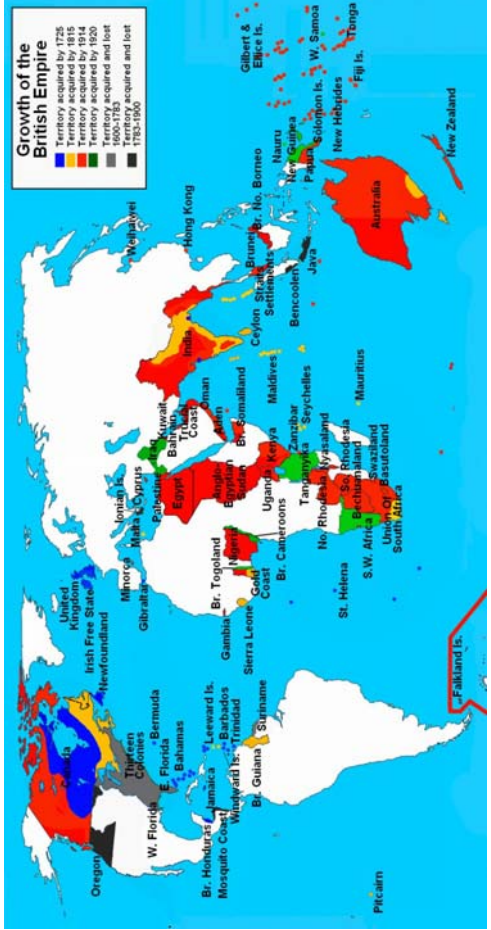 Growth of the
British Empire
Territory acquired by 1725
Territory acquired by 1815
Territory acquired by 1914
Territory acquired by 1920
Territory acquired and lost
1600-1783
Territory acquired and lost
1783-1900
Canada
Newfoundland
Oregon
Thirteen
Colonies
W. Florida
E. Florida
Bermuda
Bahamas
Br. Honduras
Jamaica
Mosquito Coast
Leeward Is.
Windward Is.
Barbados
Trinidad
Br. Guiana
Suriname
Pitcairn
Falkland Is.
United
Kingdom
Irish Free State
Minorca
Gibraltar
Ionian Is.
Malta
Cyprus
Palestine
Iraq
Kuwait
Bahrain
Trucial
Coast
Oman
Aden
Egypt
Anglo-
Egyptian
Sudan
Br. Somaliland
Br. Togoland
Nigeria
Gambia
Sierra Leone
Gold
Coast
Br. Cameroons
Uganda
Kenya
Zanzibar
Tanganyika
Seychelles
Nyasaland
No. Rhodesia
So. Rhodesia
Bechuanaland
S.W. Africa
Swaziland
Basutoland
Union Of
South Africa
St. Helena
Mauritius
Maldives
India
Ceylon
Weihaiwei
Hong Kong
Brunei
Br. No. Borneo
Straits
Settlements
Bencoolen
Java
Nauru
New Guinea
Papua
Solomon Is.
Gilbert &
Ellice Is.
W. Samoa
Tonga
Fiji Is.
New Hebrides
Australia
New Zealand